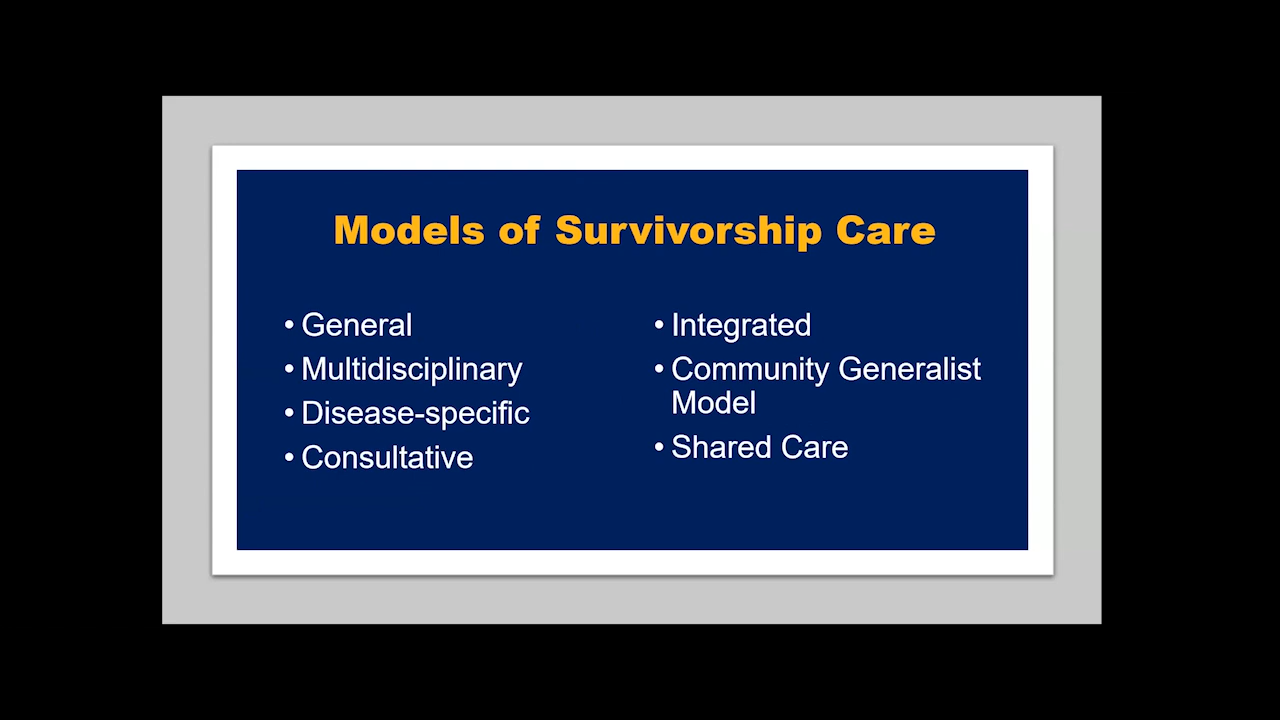 Models of Survivorship Care
• General
• Multidisciplinary
• Disease-specific
• Consultative
• Integrated
• Community Generalist
Model
• Shared Care